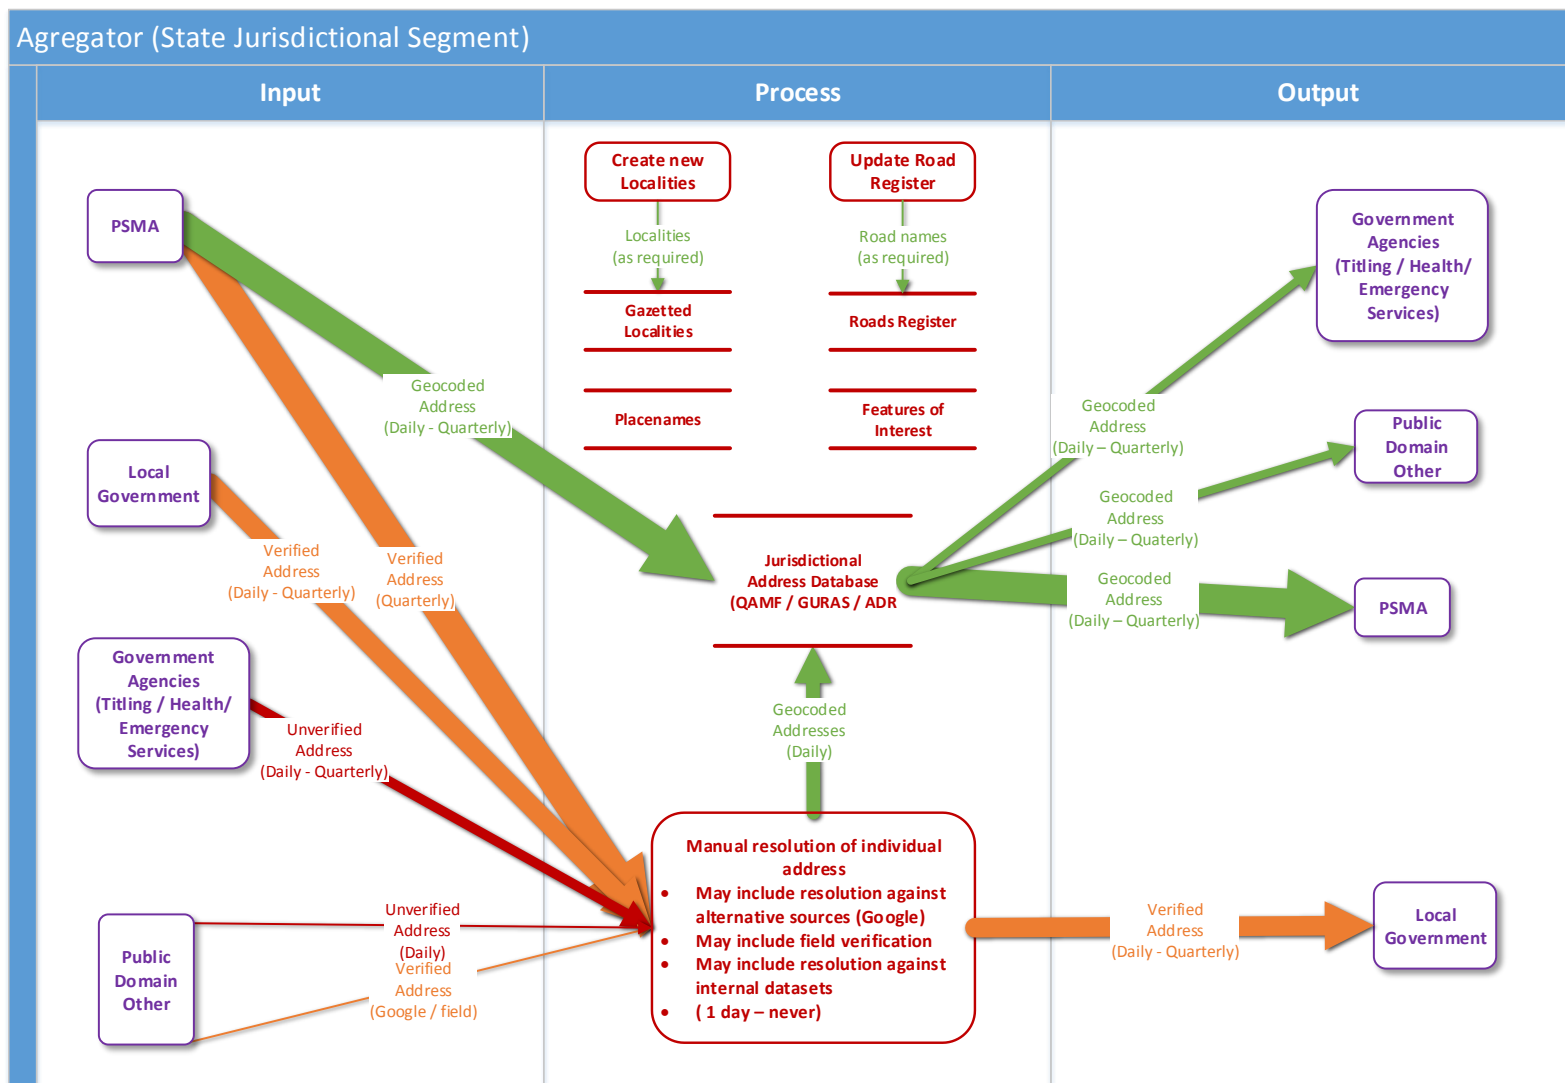 Agregator (State Jurisdictional Segment)
Input
Process
Output
PSMA
Local
Government
Government
Agencies
(Titling / Health/
Emergency
Services)
Public
Domain
Other
Geocoded
Address
(Daily - Quarterly)
Verified
Address
(Daily - Quarterly)
Verified
Address
(Quarterly)
Unverified
Address
(Daily - Quarterly)
Unverified
Address
(Daily)
Verified
Address
(Google / field)
Create new
Localities
Localities
(as required)
Gazetted
Localities
Placenames
Update Road
Register
Road names
(as required)
Roads Register
Features of
Interest
Jurisdictional
Address Database
(QAMF / GURAS / ADR
Geocoded
Addresses
(Daily)
Manual resolution of individual
address
• May include resolution against
alternative sources (Google)
• May include field verification
• May include resolution against
internal datasets
• ( 1 day – never)
Geocoded
Address
(Daily – Quarterly)
Geocoded
Address
(Daily – Quaterly)
Geocoded
Address
(Daily – Quarterly)
Verified
Address
(Daily - Quarterly)
Government
Agencies
(Titling / Health/
Emergency
Services)
Public
Domain
Other
PSMA
Local
Government